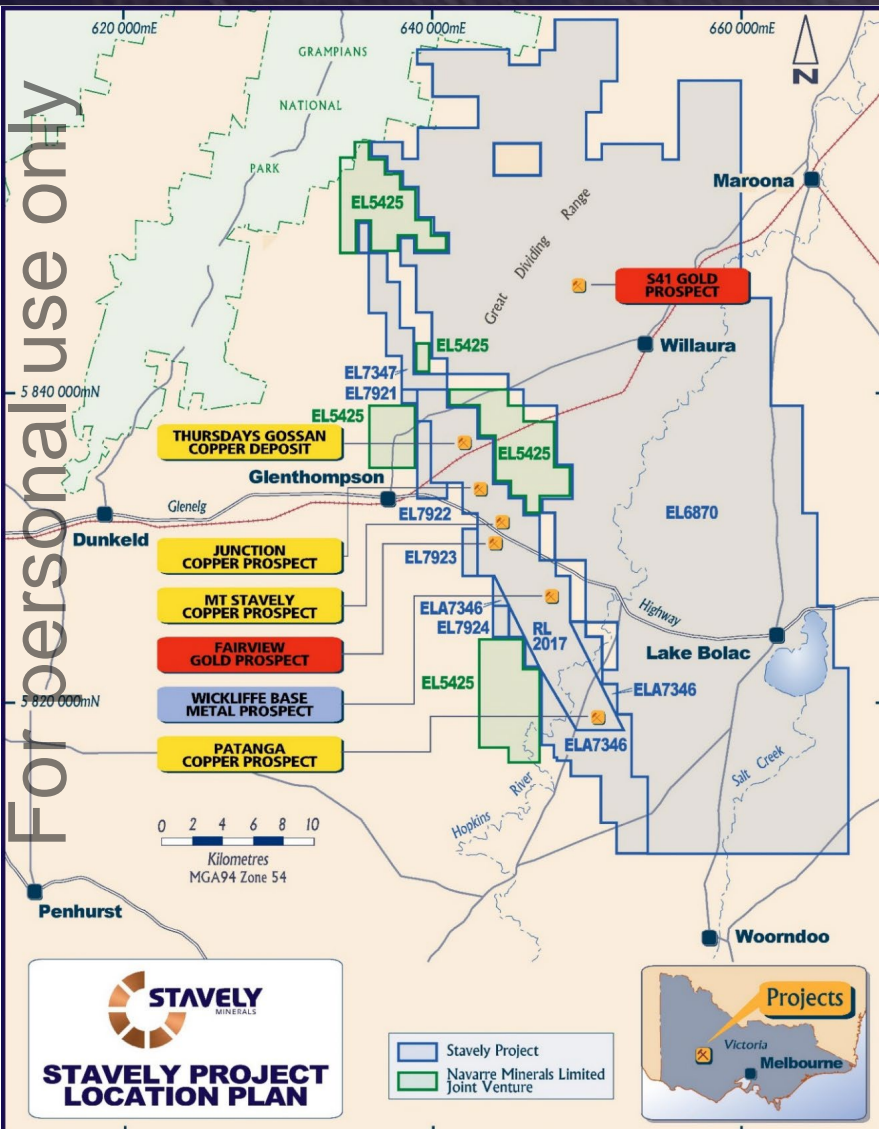 620 000mE
640 000mE
660 000mE
N
GRAMPIANS
NATIONAL
PARK
For personal use only
Maroona
EL5425
Great Dividing Range
S41 GOLD
PROSPECT
EL5425
Willaura
EL7347
EL7921
5 840 000mN
EL5425
THURSDAYS GOSSAN
COPPER DEPOSIT
EL5425
Glenthompson
Glenelg
EL7922
EL6870
Dunkeld
JUNCTION
COPPER PROSPECT
EL7923
MT STAVELY
COPPER PROSPECT
ELA7346
Highway
EL7924
RL
2017
FAIRVIEW
GOLD PROSPECT
Lake Bolac
EL5425
ELA7346
WICKLIFFE BASE
METAL PROSPECT
5 820 000mN
ELA7346
PATANGA
COPPER PROSPECT
Salt Creek
Hopkins River
0 2 4 6 8 10
Kilometres
MGA94 Zone 54
Penhurst
Woorndoo
STAVELY
MINERALS
STAVELY PROJECT
LOCATION PLAN
Stavely Project
Navarre Minerals Limited
Joint Venture
Projects
Victoria
Melbourne